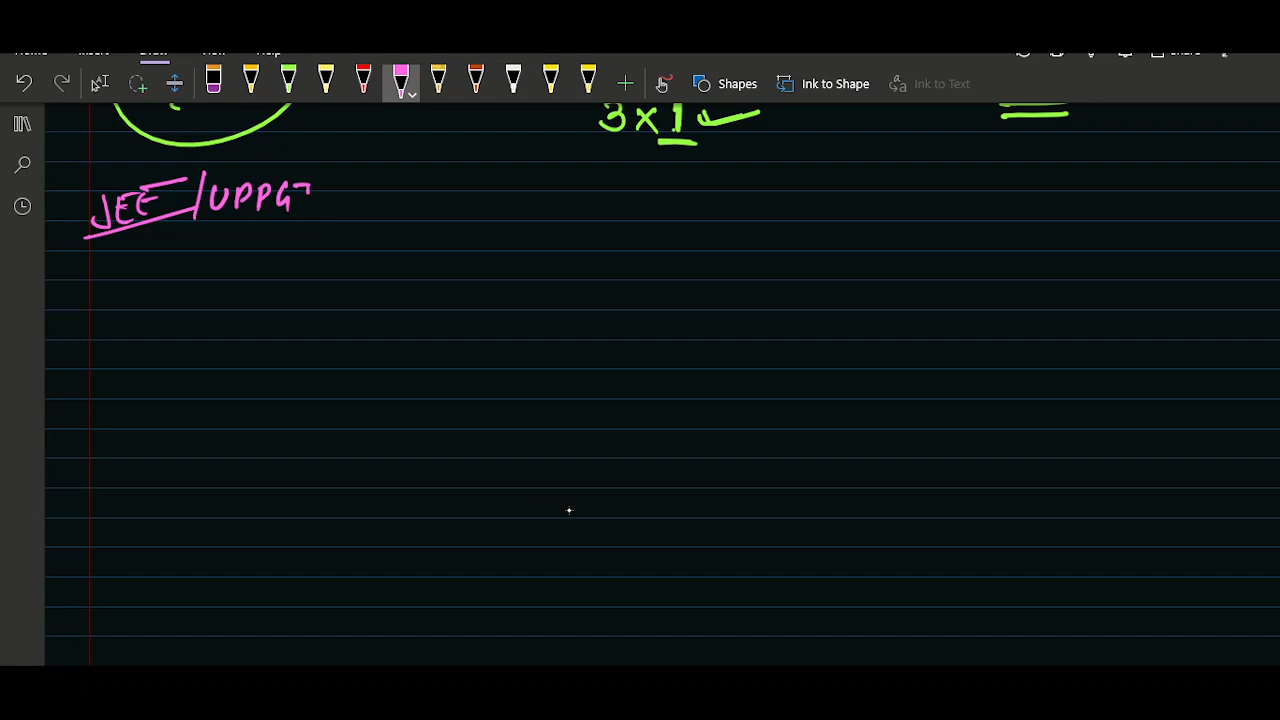 Shapes
Ink to Shape
Ink to Text
3 × 1
JEE / UPPGT